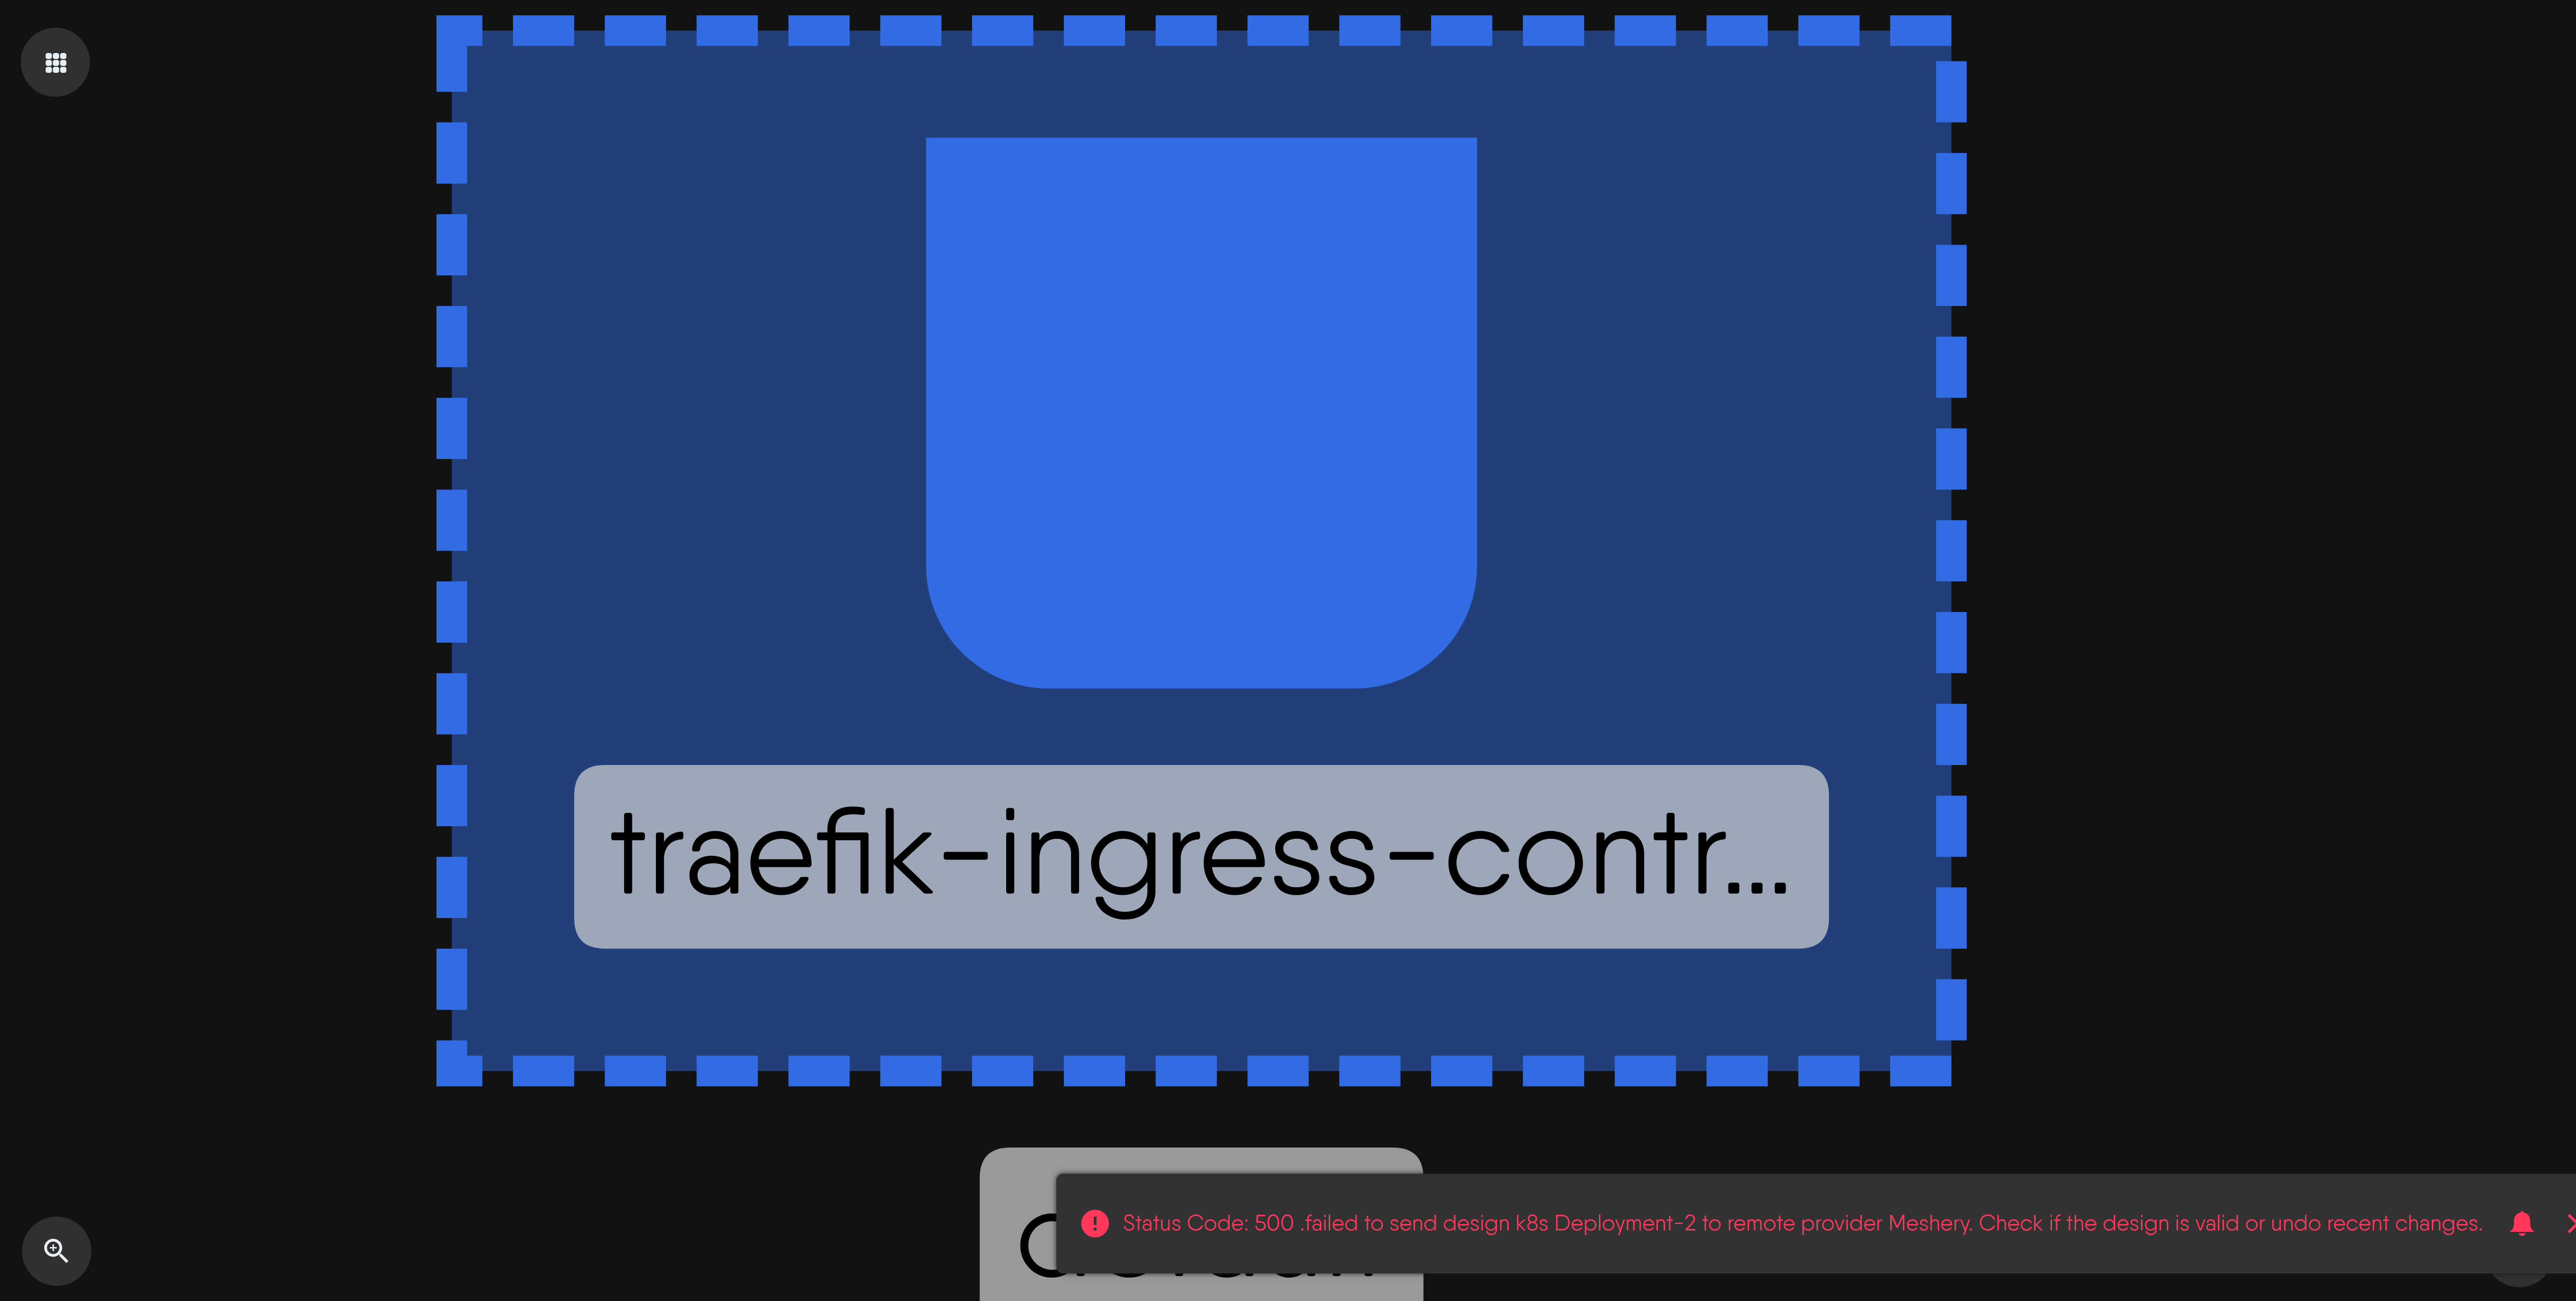 traefik-ingress-contr...
Status Code: 500 .failed to send design k8s Deployment-2 to remote provider Meshery. Check if the design is valid or undo recent changes.